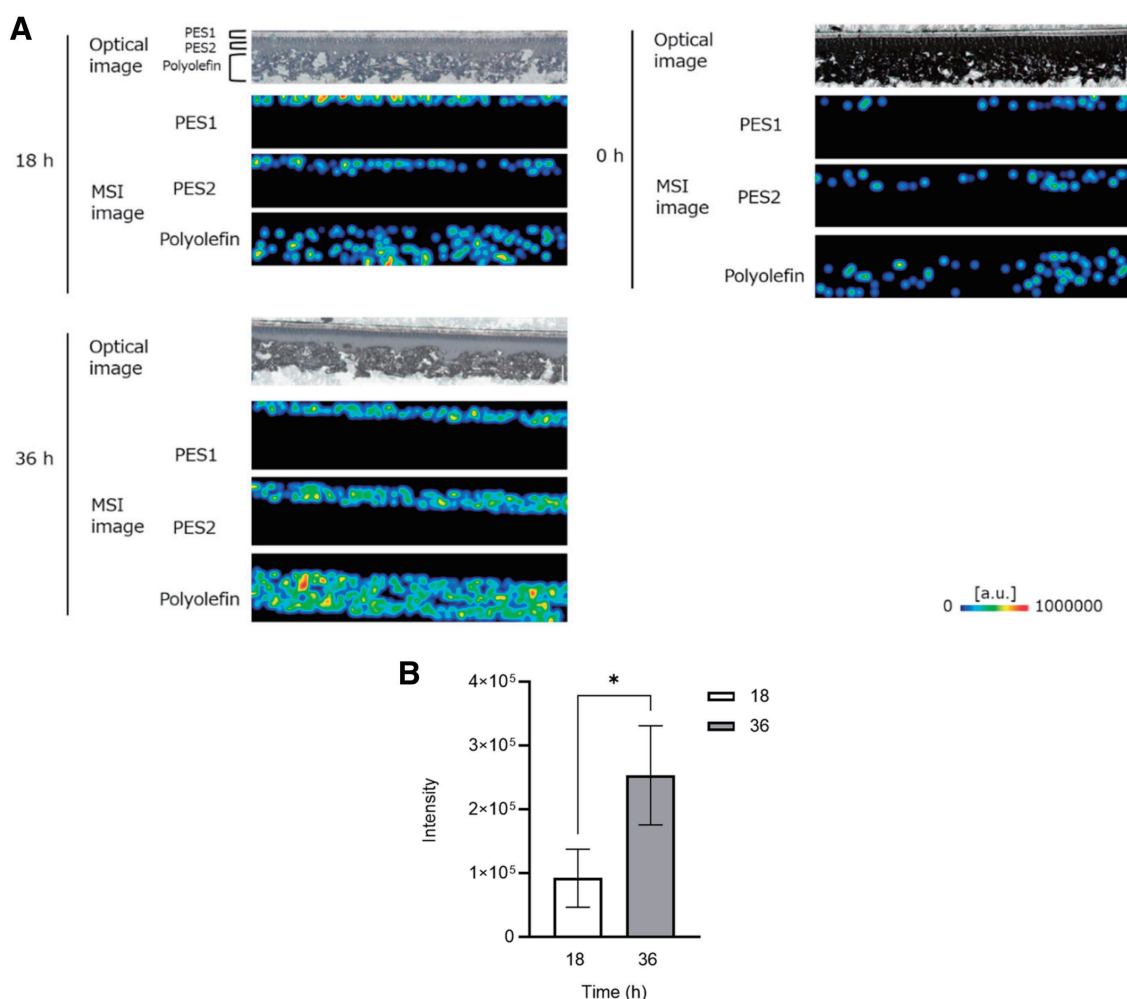 A
18 h
Optical
image
PES1
PES2
Polyolefin
MSI
image
PES1
PES2
Polyolefin
0 h
Optical
image
MSI
image
PES1
PES2
Polyolefin
36 h
Optical
image
MSI
image
PES1
PES2
Polyolefin
[a.u.]
0 1000000
B
4×10⁵
3×10⁵
2×10⁵
1×10⁵
0
Intensity
*
18
36
18 36
Time (h)